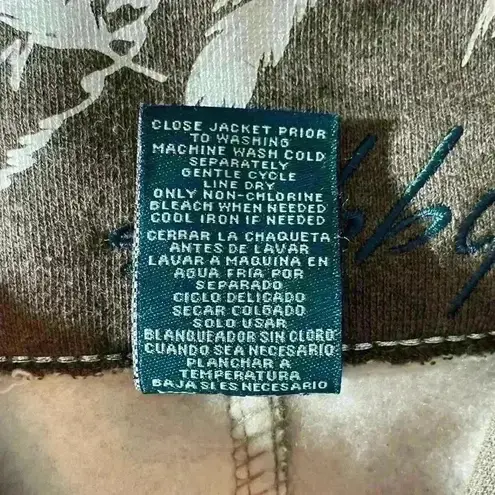 CLOSE JACKET PRIOR
TO WASHING
MACHINE WASH COLD
SEPARATELY
GENTLE CYCLE
LINE DRY
ONLY NON-CHLORINE
BLEACH WHEN NEEDED
COOL IRON IF NEEDED
CERRAR LA CHAQUETA
ANTES DE LAVAR
LAVAR A MAQUINA EN
AGUA FRIA POR
SEPARADO
CICLO DELICADO
SECAR COLGADO
SOLO USAR
BLANQUEADOR SIN CLORO
CUANDO SEA NECESARIO
PLANCHAR A
TEMPERATURA
BAJA SI ES NECESARIO